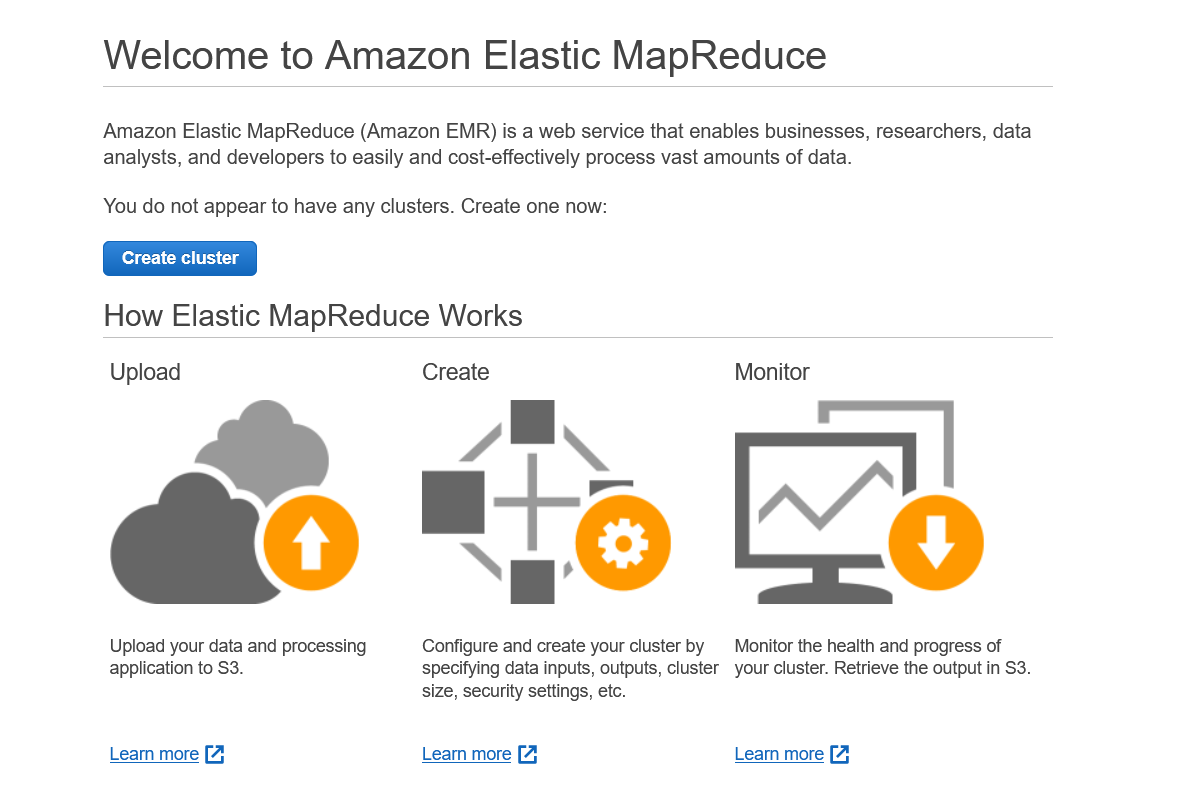 Welcome to Amazon Elastic MapReduce
Amazon Elastic MapReduce (Amazon EMR) is a web service that enables businesses, researchers, data
analysts, and developers to easily and cost-effectively process vast amounts of data.
You do not appear to have any clusters. Create one now:
Create cluster
How Elastic MapReduce Works
Upload
Upload your data and processing
application to S3.
Learn more
Create
Configure and create your cluster by
specifying data inputs, outputs, cluster
size, security settings, etc.
Learn more
Monitor
Monitor the health and progress of
your cluster. Retrieve the output in S3.
Learn more